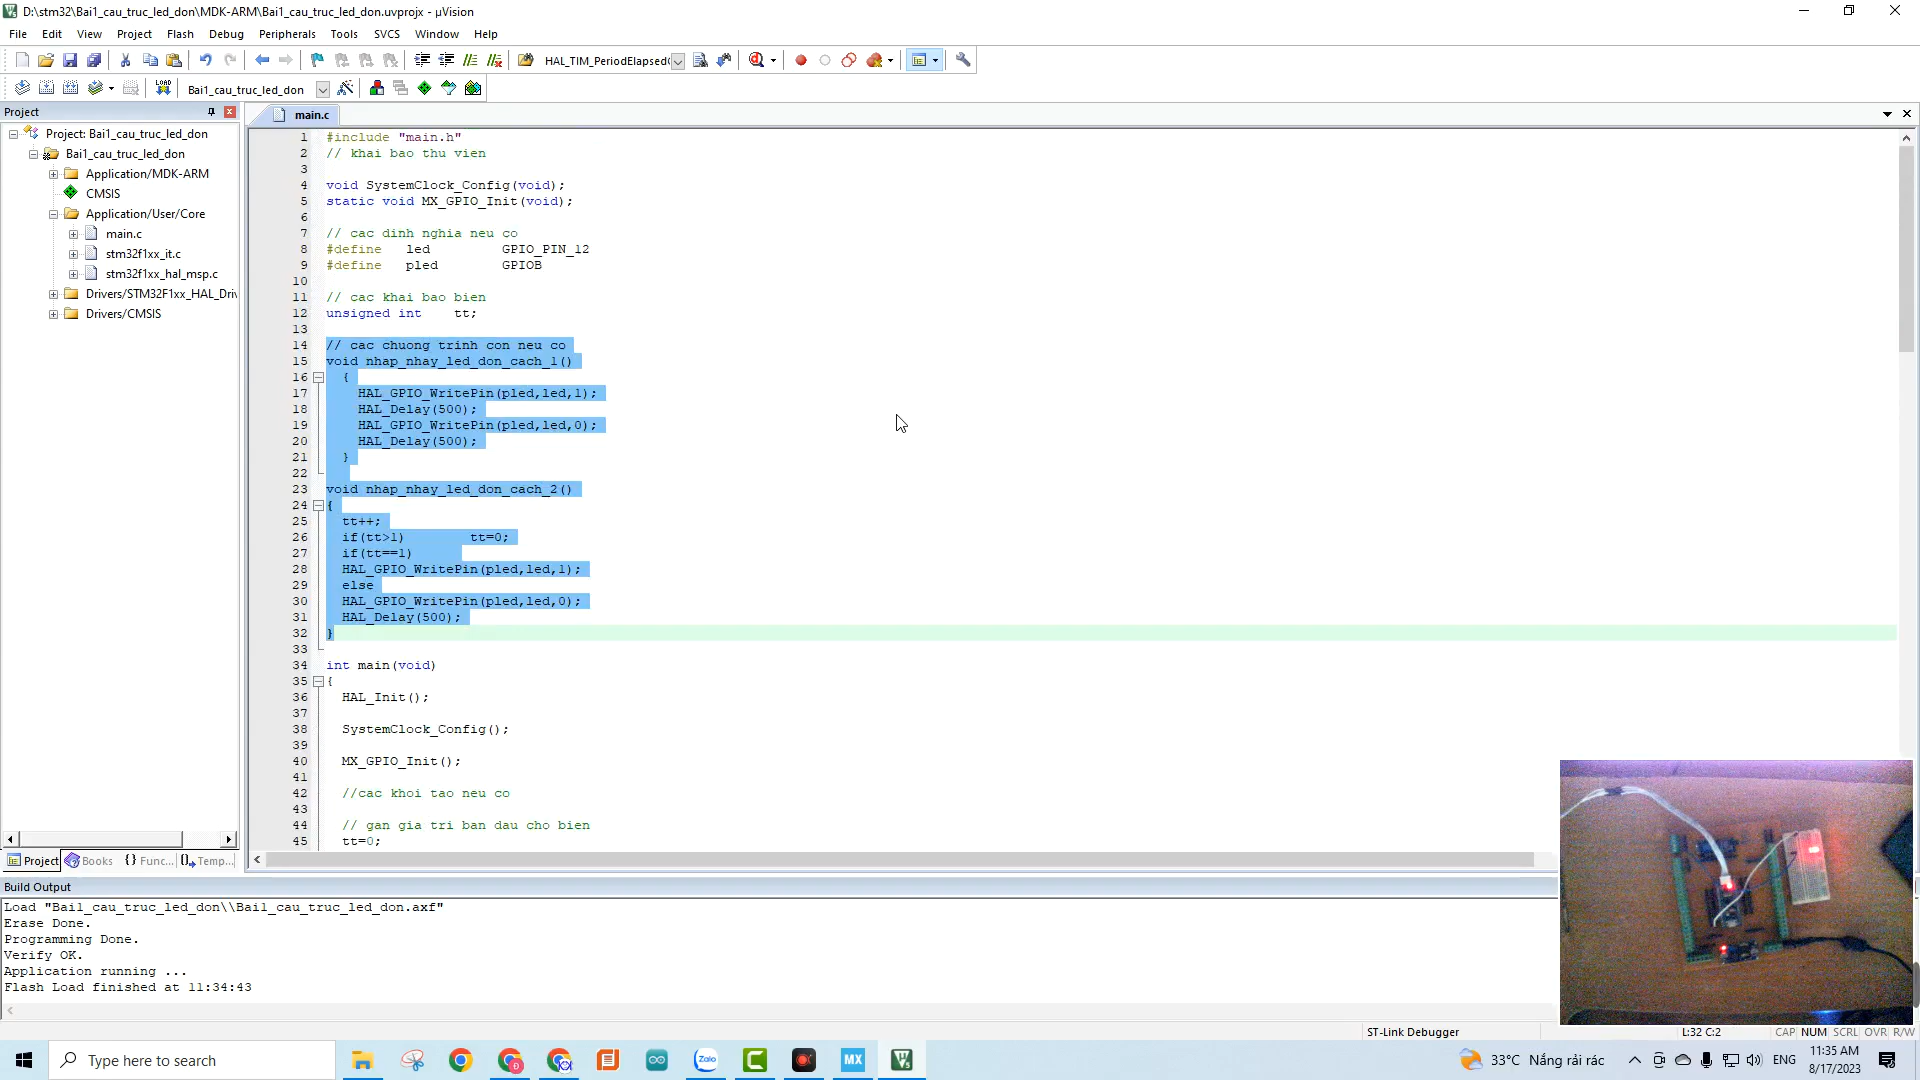 D:\stm32\Bai1_cau_truc_led_don\MDK-ARM\Bai1_cau_truc_led_don.uvprojx - µVision
File Edit View Project Flash Debug Peripherals Tools SVCS Window Help
HAL_TIM_PeriodElapsed(
LOAD Bai1_cau_truc_led_don
Project
Project: Bai1_cau_truc_led_don
Bai1_cau_truc_led_don
Application/MDK-ARM
CMSIS
Application/User/Core
main.c
stm32f1xx_it.c
stm32f1xx_hal_msp.c
Drivers/STM32F1xx_HAL_Driv
Drivers/CMSIS
Project Books {} Func... Temp...
main.c
1 #include "main.h"
2 // khai bao thu vien
3
4 void SystemClock_Config(void);
5 static void MX_GPIO_Init(void);
6
7 // cac dinh nghia neu co
8 #define led GPIO_PIN_12
9 #define pled GPIOB
10
11 // cac khai bao bien
12 unsigned int tt;
13
14 // cac chuong trinh con neu co
15 void nhap_nhay_led_don_cach_1()
16 {
17 HAL_GPIO_WritePin(pled,led,1);
18 HAL_Delay(500);
19 HAL_GPIO_WritePin(pled,led,0);
20 HAL_Delay(500);
21 }
22
23 void nhap_nhay_led_don_cach_2()
24 {
25 tt++;
26 if(tt>1) tt=0;
27 if(tt==1)
28 HAL_GPIO_WritePin(pled,led,1);
29 else
30 HAL_GPIO_WritePin(pled,led,0);
31 HAL_Delay(500);
32 }
33
34 int main(void)
35 {
36 HAL_Init();
37
38 SystemClock_Config();
39
40 MX_GPIO_Init();
41
42 //cac khoi tao neu co
43
44 // gan gia tri ban dau cho bien
45 tt=0;
Build Output
Load "Bai1_cau_truc_led_don\\Bai1_cau_truc_led_don.axf"
Erase Done.
Programming Done.
Verify OK.
Application running ...
Flash Load finished at 11:34:43
ST-Link Debugger L:32 C:2 CAP NUM SCRL OVR R/W
Type here to search
Zalo
MX
33°C Nắng rải rác
ENG
11:35 AM
8/17/2023